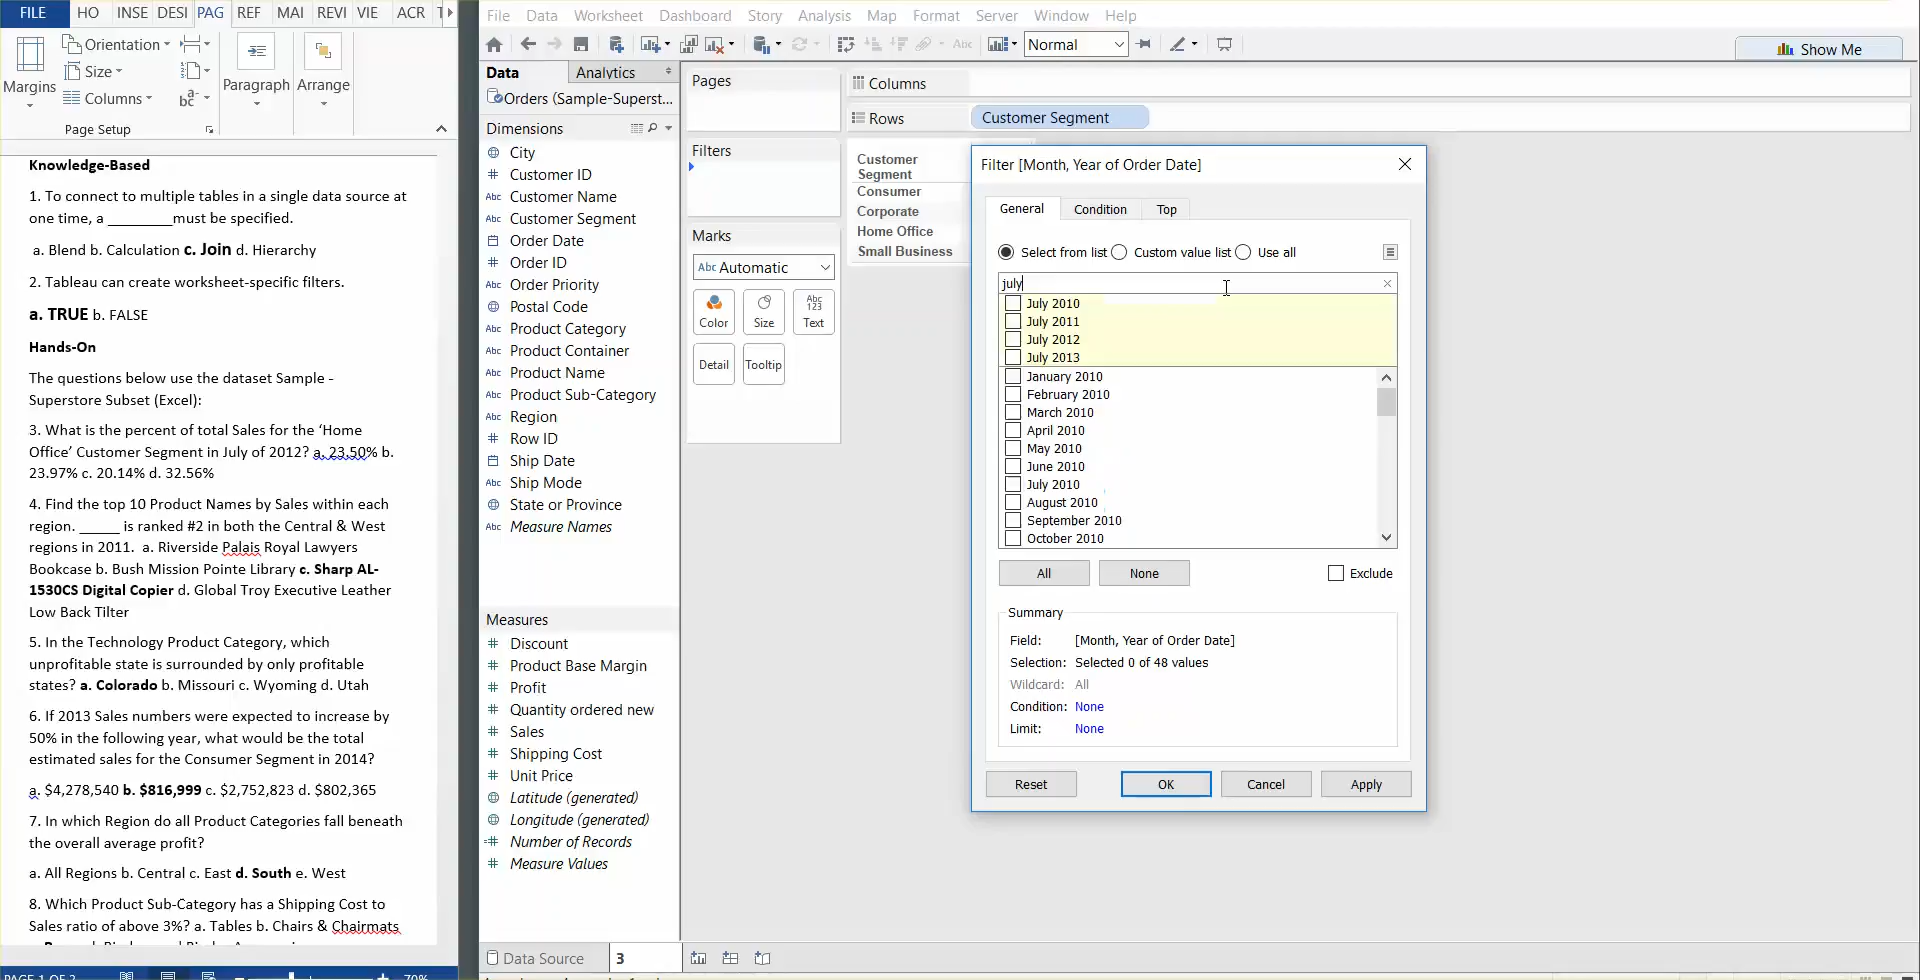 FILE HO INSE DESI PAG REF MAI REVI VIE ACR
Orientation
Size
Columns
Margins
Paragraph
Arrange
Page Setup
Knowledge-Based
1. To connect to multiple tables in a single data source at
one time, a _________must be specified.
a. Blend b. Calculation c. Join d. Hierarchy
2. Tableau can create worksheet-specific filters.
a. TRUE b. FALSE
Hands-On
The questions below use the dataset Sample -
Superstore Subset (Excel):
3. What is the percent of total Sales for the ‘Home
Office’ Customer Segment in July of 2012? a. 23.50% b.
23.97% c. 20.14% d. 32.56%
4. Find the top 10 Product Names by Sales within each
region. _____ is ranked #2 in both the Central & West
regions in 2011. a. Riverside Palais Royal Lawyers
Bookcase b. Bush Mission Pointe Library c. Sharp AL-
1530CS Digital Copier d. Global Troy Executive Leather
Low Back Tilter
5. In the Technology Product Category, which
unprofitable state is surrounded by only profitable
states? a. Colorado b. Missouri c. Wyoming d. Utah
6. If 2013 Sales numbers were expected to increase by
50% in the following year, what would be the total
estimated sales for the Consumer Segment in 2014?
a. $4,278,540 b. $816,999 c. $2,752,823 d. $802,365
7. In which Region do all Product Categories fall beneath
the overall average profit?
a. All Regions b. Central c. East d. South e. West
8. Which Product Sub-Category has a Shipping Cost to
Sales ratio of above 3%? a. Tables b. Chairs & Chairmats
File Data Worksheet Dashboard Story Analysis Map Format Server Window Help
Abc Normal
Show Me
Data Analytics
Orders (Sample-Superst...
Dimensions
City
# Customer ID
Abc Customer Name
Abc Customer Segment
Order Date
# Order ID
Abc Order Priority
Postal Code
Abc Product Category
Abc Product Container
Abc Product Name
Abc Product Sub-Category
Abc Region
# Row ID
Ship Date
Abc Ship Mode
State or Province
Abc Measure Names
Measures
# Discount
# Product Base Margin
# Profit
# Quantity ordered new
# Sales
# Shipping Cost
# Unit Price
Latitude (generated)
Longitude (generated)
# Number of Records
# Measure Values
Pages
Filters
Marks
Abc Automatic
Color
Size
Abc
123
Text
Detail
Tooltip
Columns
Rows Customer Segment
Customer
Segment
Consumer
Corporate
Home Office
Small Business
Filter [Month, Year of Order Date]
General Condition Top
Select from list Custom value list Use all
july
July 2010
July 2011
July 2012
July 2013
January 2010
February 2010
March 2010
April 2010
May 2010
June 2010
July 2010
August 2010
September 2010
October 2010
All None Exclude
Summary
Field: [Month, Year of Order Date]
Selection: Selected 0 of 48 values
Wildcard: All
Condition: None
Limit: None
Reset OK Cancel Apply
Data Source 3